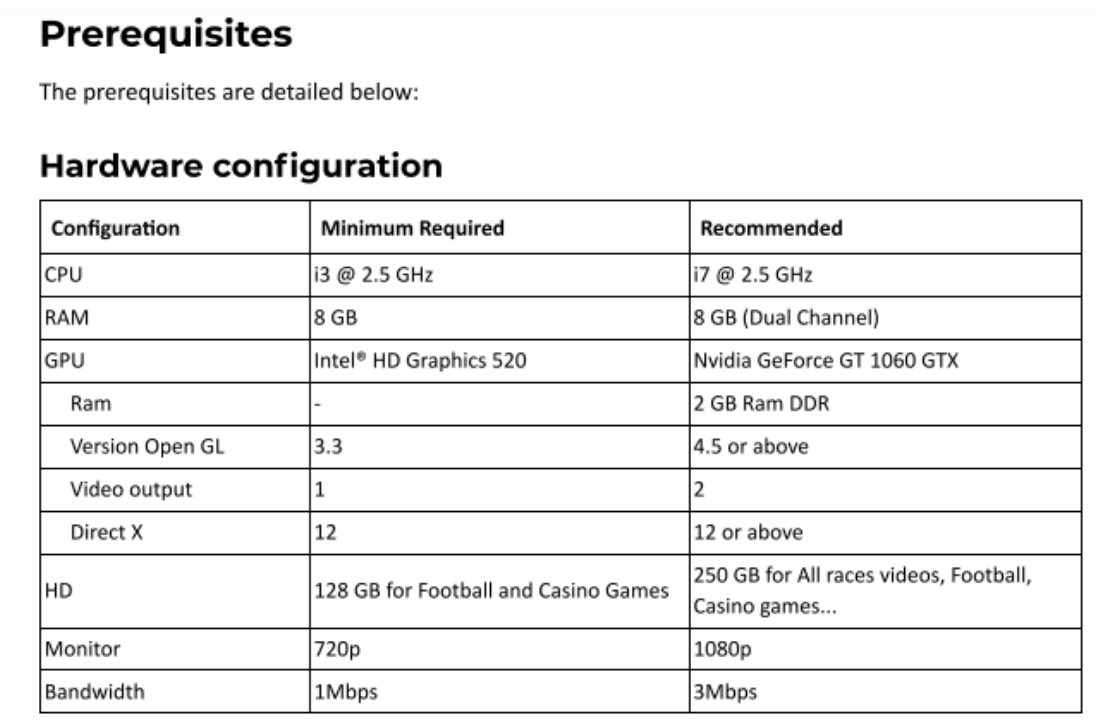 Prerequisites
The prerequisites are detailed below:
Hardware configuration
Configuration Minimum Required Recommended
CPU i3 @ 2.5 GHz i7 @ 2.5 GHz
RAM 8 GB 8 GB (Dual Channel)
GPU Intel® HD Graphics 520 Nvidia GeForce GT 1060 GTX
Ram - 2 GB Ram DDR
Version Open GL 3.3 4.5 or above
Video output 1 2
Direct X 12 12 or above
HD 128 GB for Football and Casino Games 250 GB for All races videos, Football,
Casino games...
Monitor 720p 1080p
Bandwidth 1Mbps 3Mbps